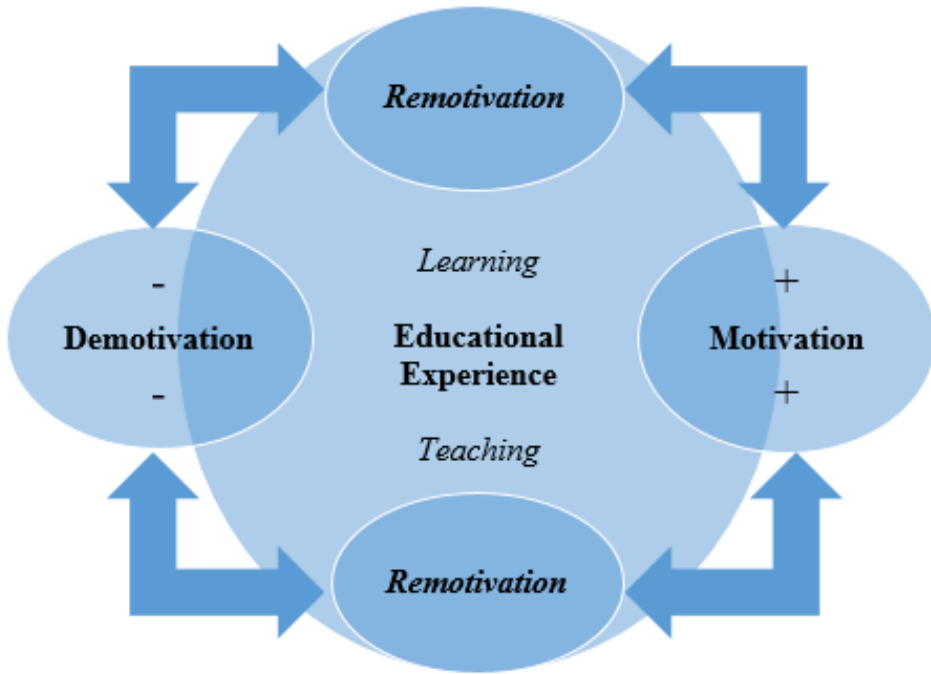 Remotivation
Learning
- +
Demotivation Educational Experience Motivation
- +
Teaching
Remotivation